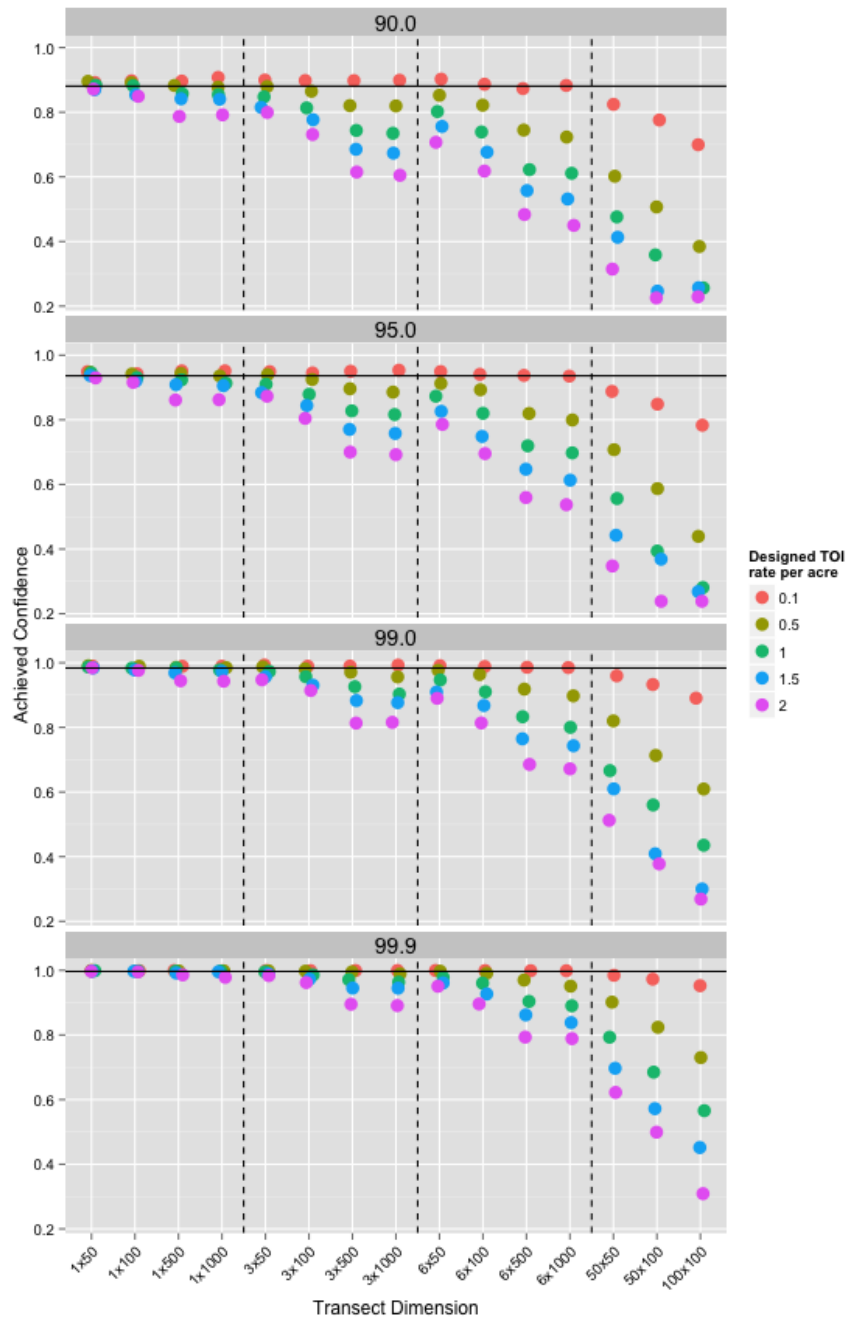 90.0
1.0
0.8
0.6
0.4
0.2
95.0
1.0
0.8
0.6
0.4
0.2
99.0
1.0
0.8
0.6
0.4
0.2
99.9
1.0
0.8
0.6
0.4
0.2
Achieved Confidence
1x50
1x100
1x500
1x1000
3x50
3x100
3x500
3x1000
6x50
6x100
6x500
6x1000
50x50
50x100
100x100
Transect Dimension
Designed TOI
rate per acre
0.1
0.5
1
1.5
2